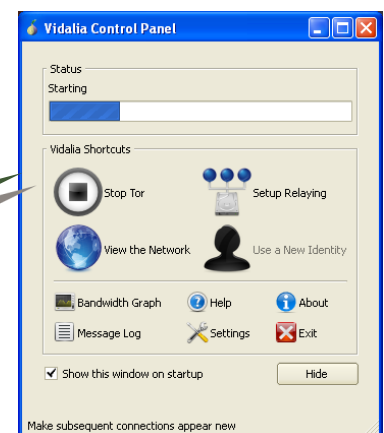 Vidalia Control Panel
Status
Starting
Vidalia Shortcuts
Stop Tor
Setup Relaying
View the Network
Use a New Identity
Bandwidth Graph
Help
About
Message Log
Settings
Exit
Show this window on startup
Hide
Make subsequent connections appear new